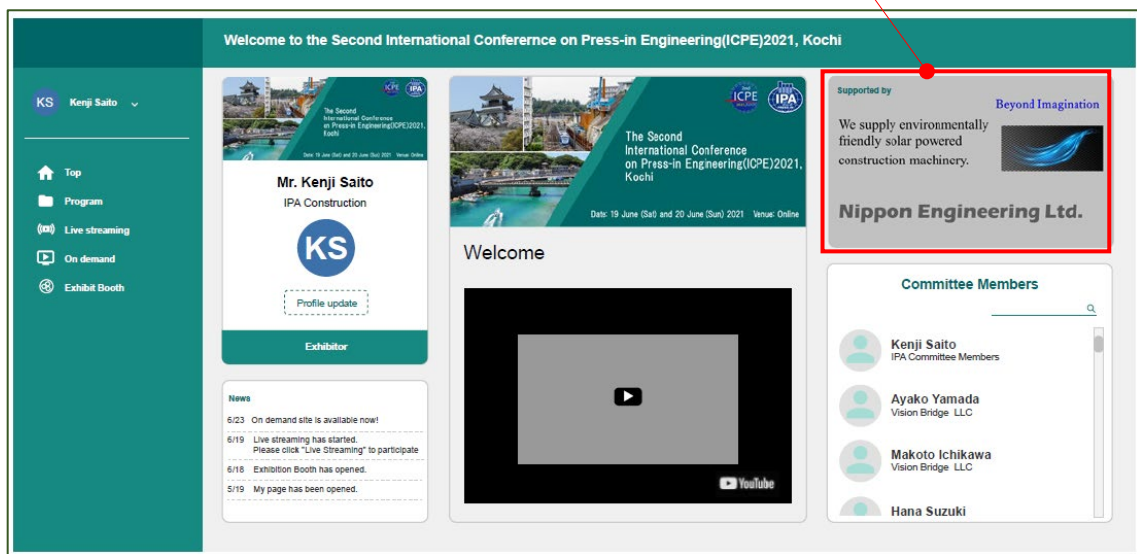 Welcome to the Second International Conferernce on Press-in Engineering(ICPE)2021, Kochi
KS Kenji Saito
Top
Program
Live streaming
On demand
Exhibit Booth
ICPE IPA
The Second
International Conference
on Press-in Engineering(ICPE)2021,
Kochi
Date: 19 June (Sat) and 20 June (Sun) 2021 Venue: Online
Mr. Kenji Saito
IPA Construction
KS
Profile update
Exhibitor
News
6/23 On demand site is available now!
6/19 Live streaming has started.
Please click "Live Streaming" to participate
6/18 Exhibition Booth has opened.
5/19 My page has been opened.
ICPE IPA
The Second
International Conference
on Press-in Engineering(ICPE)2021,
Kochi
Date: 19 June (Sat) and 20 June (Sun) 2021 Venue: Online
Welcome
YouTube
Supported by
Beyond Imagination
We supply environmentally
friendly solar powered
construction machinery.
Nippon Engineering Ltd.
Committee Members
Kenji Saito
IPA Committee Members
Ayako Yamada
Vision Bridge LLC
Makoto Ichikawa
Vision Bridge LLC
Hana Suzuki